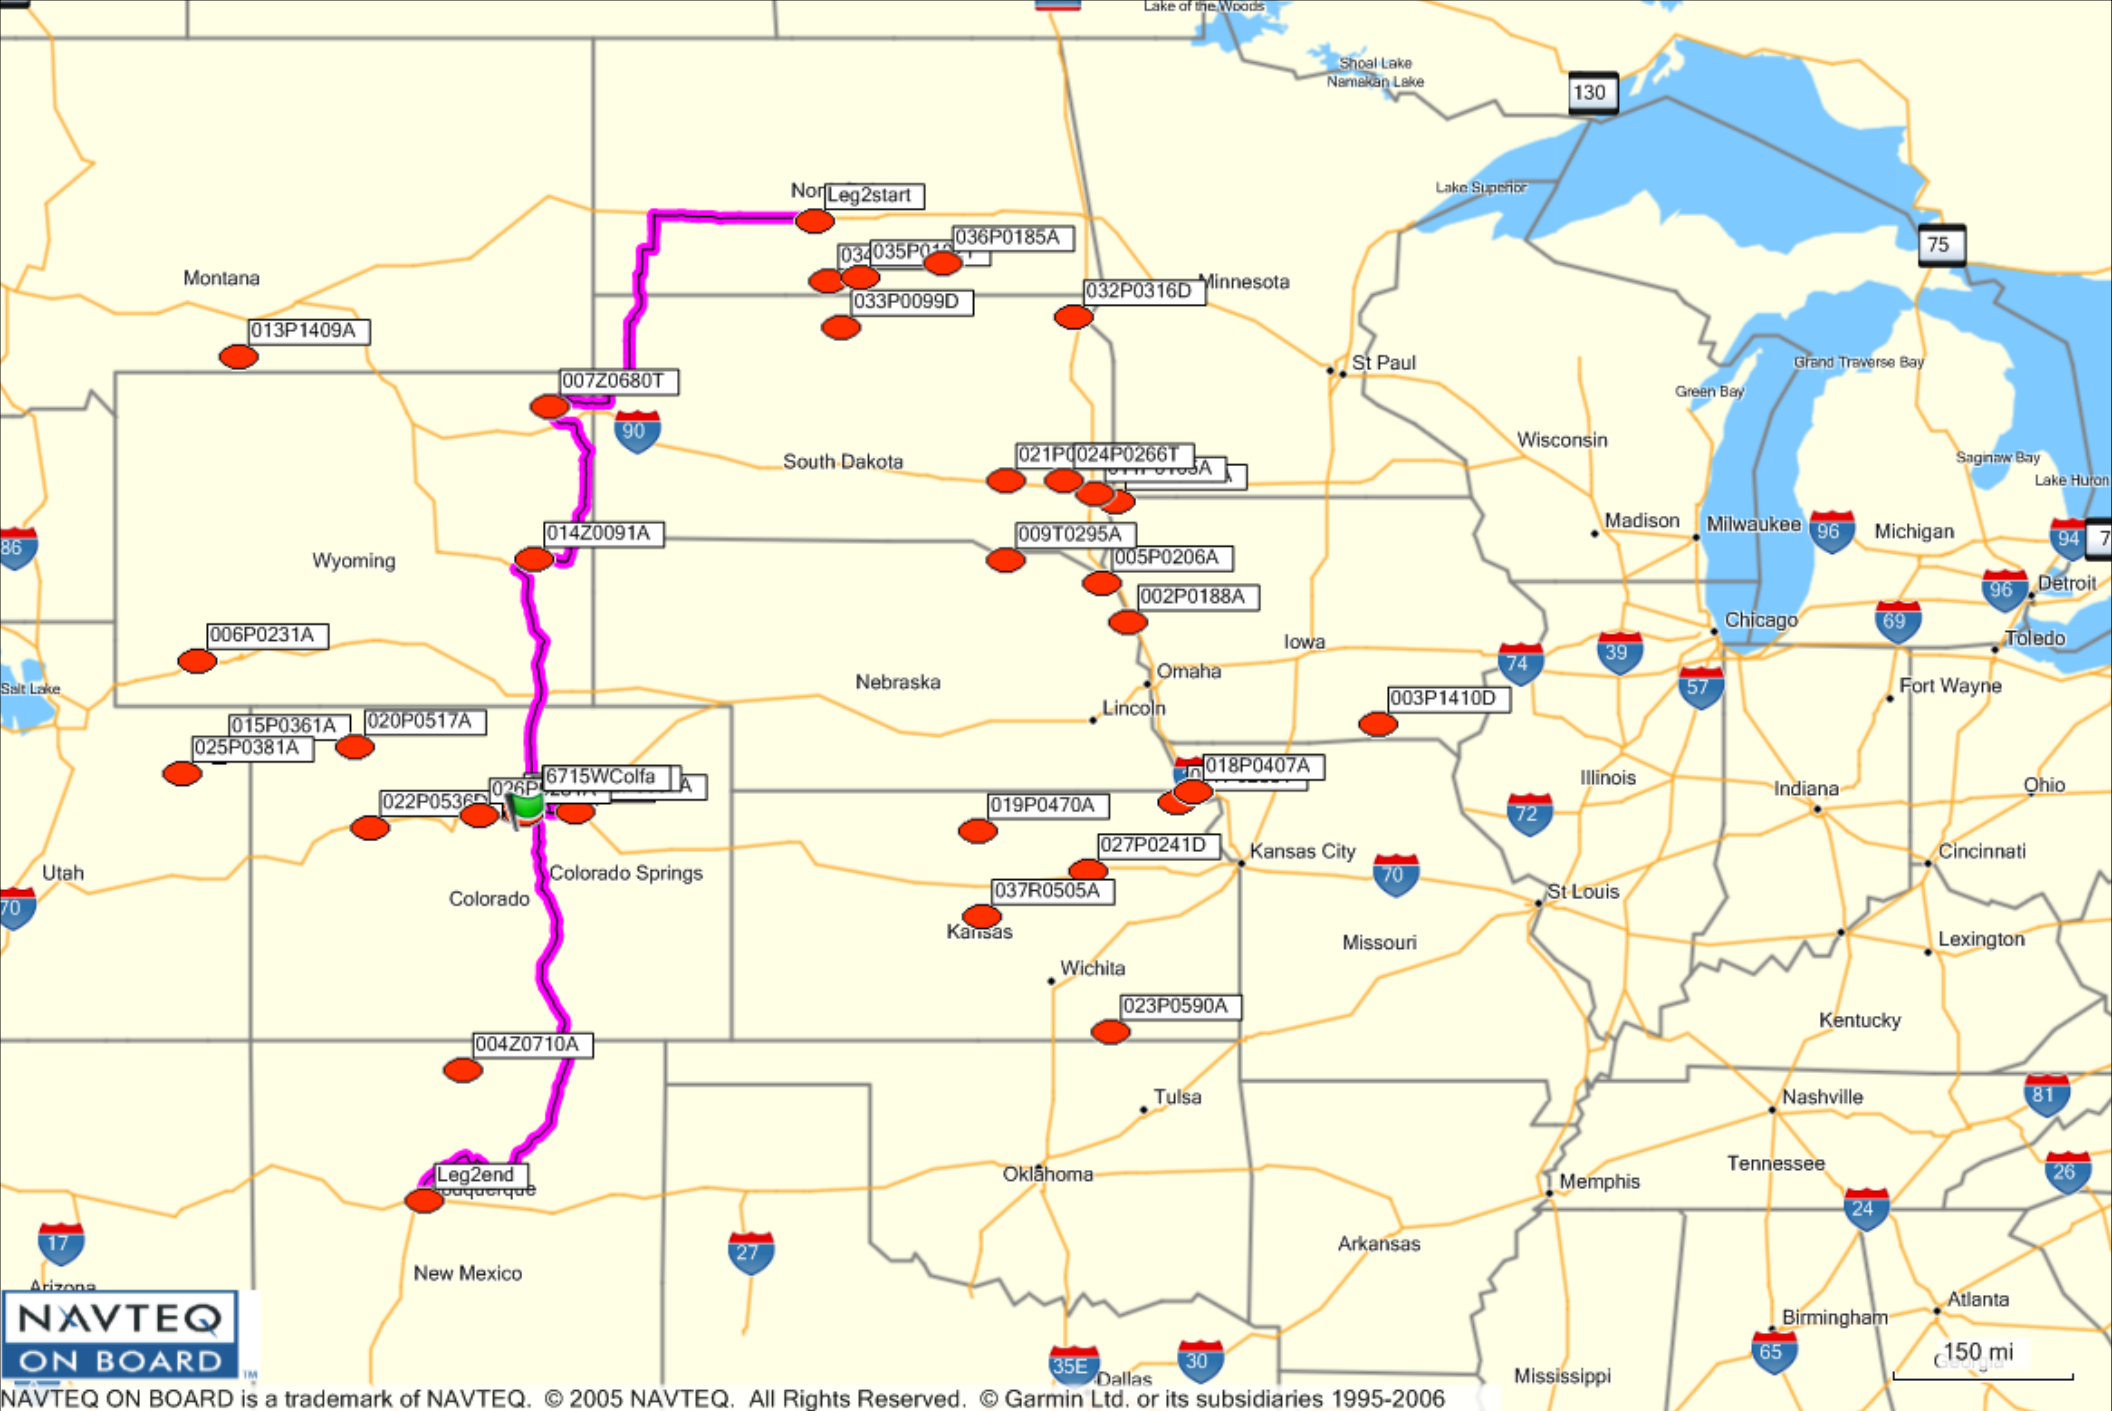 Lake of the Woods
Shoal Lake
Namakan Lake
130
Lake Superior
75
Leg2start
036P0185A
Montana
Minnesota
032P0316D
033P0099D
013P1409A
St Paul
Grand Traverse Bay
007Z0680T
Green Bay
90
Wisconsin
South Dakota
024P0266T
Saginaw Bay
Lake Huron
014Z0091A
009T0295A
Madison
Milwaukee
96
Michigan
94
7
86
Wyoming
005P0206A
96
Detroit
002P0188A
Chicago
69
Toledo
006P0231A
Iowa
74
39
57
Omaha
Salt Lake
Nebraska
Fort Wayne
Lincoln
003P1410D
015P0361A
020P0517A
025P0381A
6715WColfa
018P0407A
Illinois
Indiana
Ohio
022P0536D
019P0470A
72
027P0241D
Kansas City
Cincinnati
Utah
Colorado Springs
70
037R0505A
St Louis
Colorado
70
Kansas
Missouri
Lexington
Wichita
023P0590A
Kentucky
004Z0710A
Tulsa
Nashville
81
Leg2end
Oklahoma
Tennessee
26
Memphis
24
17
27
Arkansas
New Mexico
Arizona
NAVTEQ
ON BOARD
TM
Atlanta
Birmingham
150 mi
Georgia
35E
30
65
Dallas
Mississippi
NAVTEQ ON BOARD is a trademark of NAVTEQ. © 2005 NAVTEQ. All Rights Reserved. © Garmin Ltd. or its subsidiaries 1995-2006